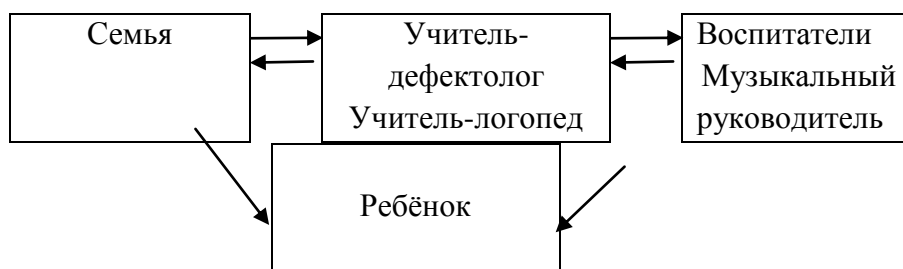 Семья
Учитель-
дефектолог
Учитель-логопед
Воспитатели
Музыкальный
руководитель
Ребёнок